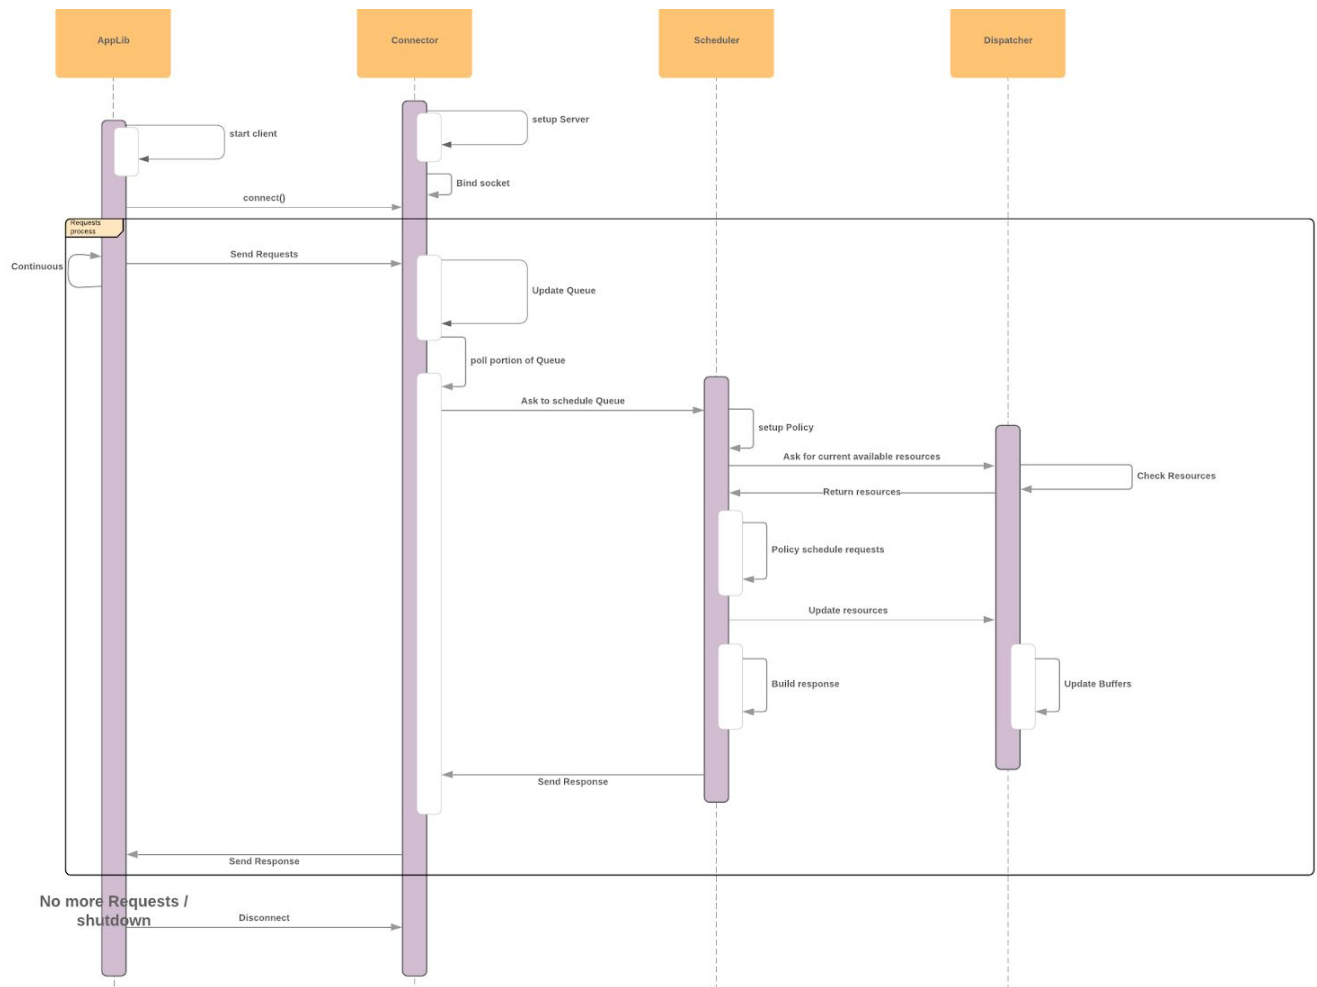 AppLib
Connector
Scheduler
Dispatcher
setup Server
start client
Bind socket
connect()
Requests
process
Send Requests
Continuous
Update Queue
poll portion of Queue
Ask to schedule Queue
setup Policy
Ask for current available resources
Check Resources
Return resources
Policy schedule requests
Update resources
Build response
Update Buffers
Send Response
Send Response
No more Requests /
shutdown
Disconnect